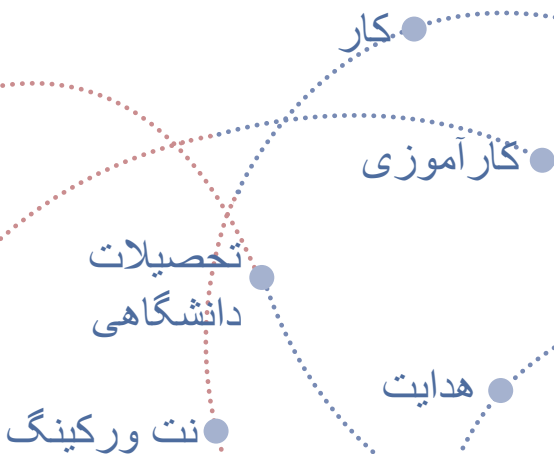 کار
کارآموزی
تحصیلات
دانشگاهی
هدایت
نت ورکینگ